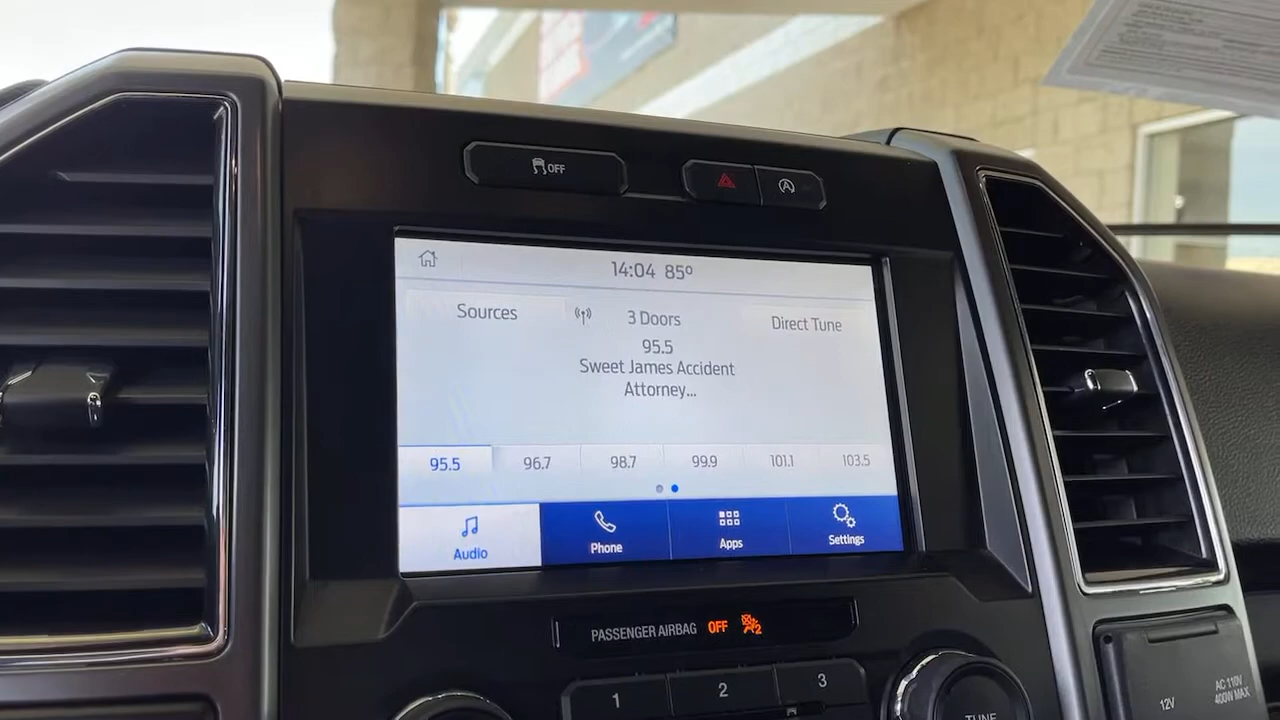 OFF
14:04 85º
Sources
3 Doors
Direct Tune
95.5
Sweet James Accident
Attorney...
95.5 96.7 98.7 99.9 101.1 103.5
Audio
Phone
Apps
Settings
PASSENGER AIRBAG OFF 2
1 2 3
TUNE
12V
AC 110V
400W MAX